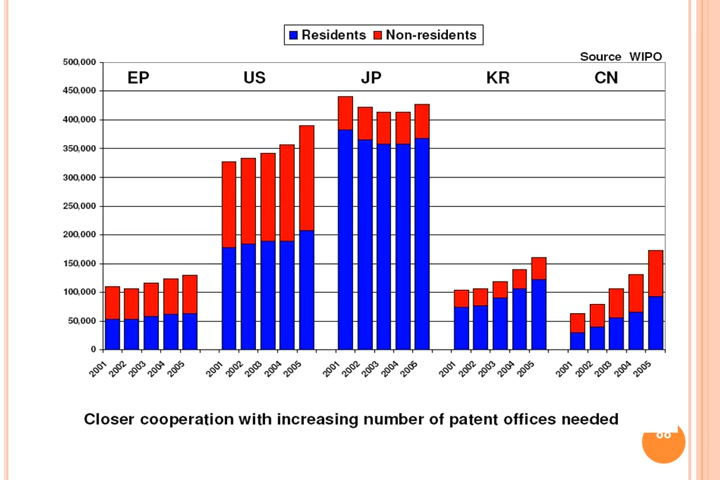 Residents Non-residents
Source WIPO
EP US JP KR CN
500,000
450,000
400,000
350,000
300,000
250,000
200,000
150,000
100,000
50,000
0
2001 2002 2003 2004 2005 2001 2002 2003 2004 2005 2001 2002 2003 2004 2005 2001 2002 2003 2004 2005 2001 2002 2003 2004 2005
Closer cooperation with increasing number of patent offices needed